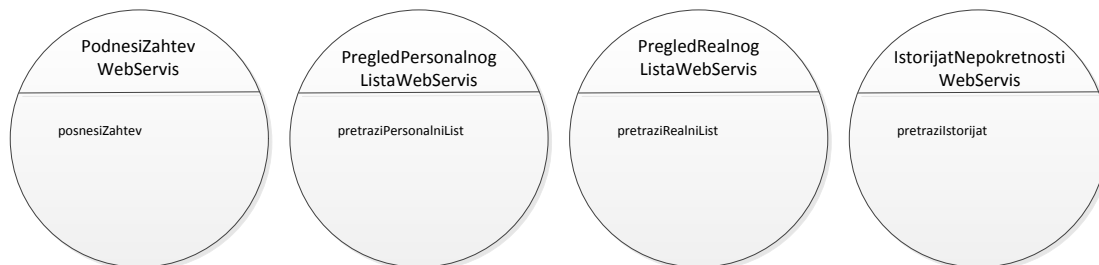 PodnesiZahtev
WebServis
posnesiZahtev
PregledPersonalnog
ListaWebServis
pretraziPersonalniList
PregledRealnog
ListaWebServis
pretraziRealniList
IstorijatNepokretnosti
WebServis
pretraziIstorijat